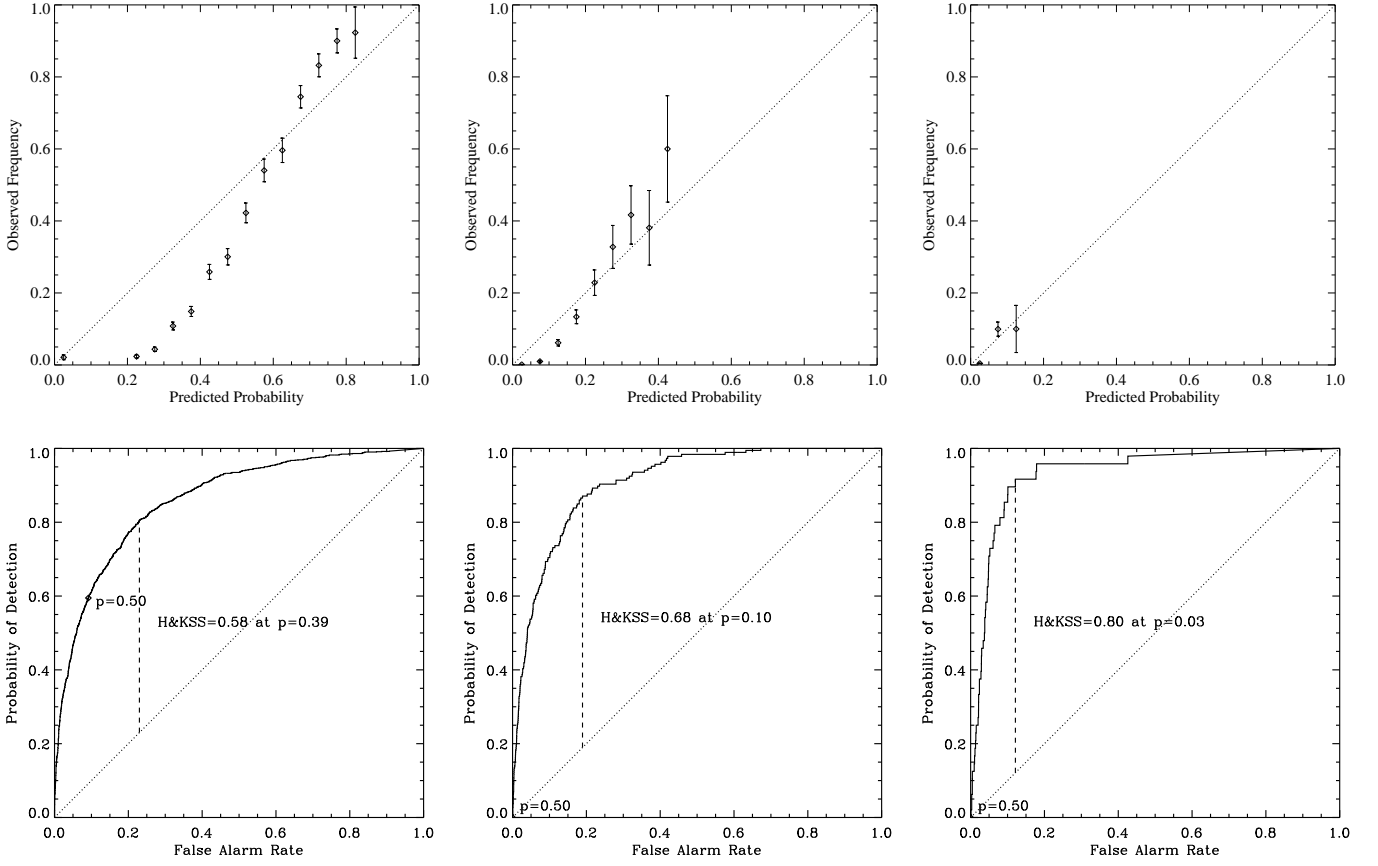 1.0
0.8
0.6
0.4
0.2
0.0
Observed Frequency
0.0 0.2 0.4 0.6 0.8 1.0
Predicted Probability
1.0
0.8
0.6
0.4
0.2
0.0
Observed Frequency
0.0 0.2 0.4 0.6 0.8 1.0
Predicted Probability
1.0
0.8
0.6
0.4
0.2
0.0
Observed Frequency
0.0 0.2 0.4 0.6 0.8 1.0
Predicted Probability
1.0
0.8
0.6
0.4
0.2
0.0
Probability of Detection
p=0.50
H&KSS=0.58 at p=0.39
0.0 0.2 0.4 0.6 0.8 1.0
False Alarm Rate
1.0
0.8
0.6
0.4
0.2
0.0
Probability of Detection
H&KSS=0.68 at p=0.10
p=0.50
0.0 0.2 0.4 0.6 0.8 1.0
False Alarm Rate
1.0
0.8
0.6
0.4
0.2
0.0
Probability of Detection
H&KSS=0.80 at p=0.03
p=0.50
0.0 0.2 0.4 0.6 0.8 1.0
False Alarm Rate